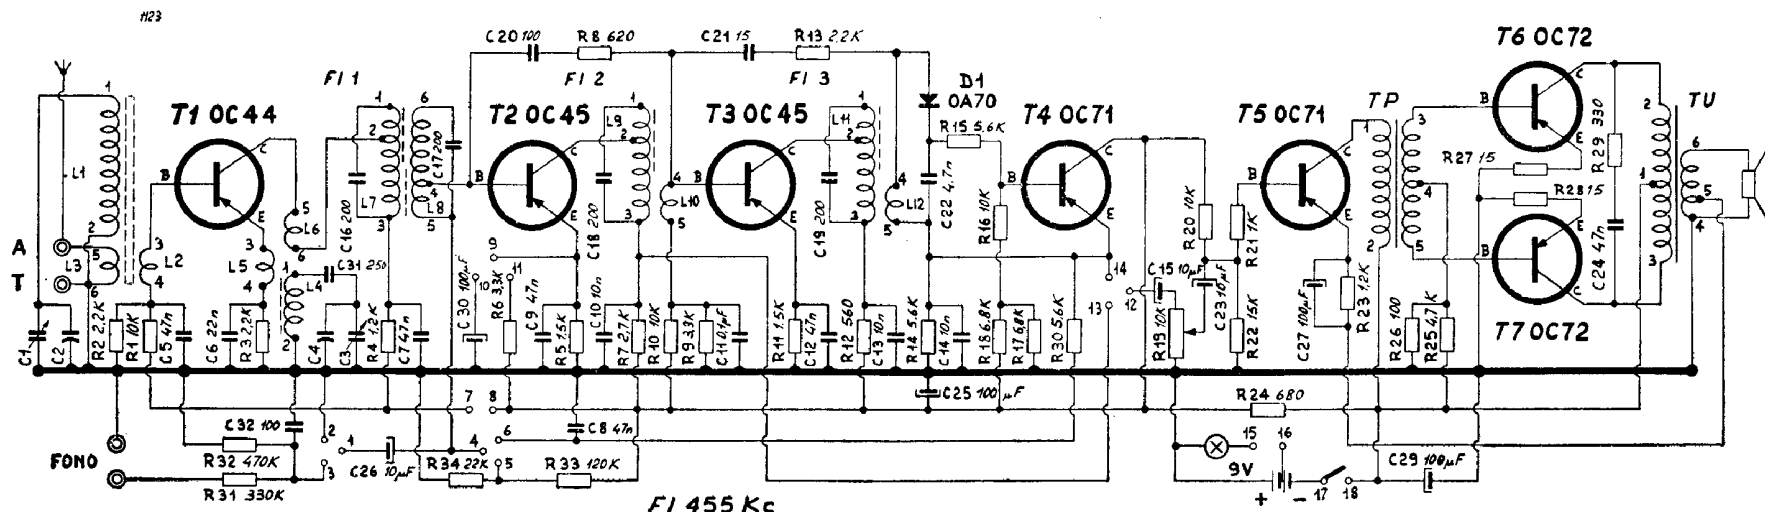 1123
C20 100
R8 620
C21 15
R13 2.2K
T6 OC72
FI 1
FI 2
FI 3
D1
OA70
T1 OC44
T2 OC45
T3 OC45
R15 5.6K
T4 OC71
T5 OC71
TP
TU
L1
L9
L11
C17 200
C22 4.7n
R29 330
R27 15
R28 15
C16 200
L7
L8
C18 200
L10
C19 200
L12
R16 10K
R20 10K
R21 1K
C24 47n
A
T
L3
L2
L5
L6
L4
C31 250
T7 OC72
C1
C2
R2 2.2K
R1 10K
C5 47n
C6 22n
R3 2.2K
C4
C3
R4 1.2K
C7 47n
C30 100µF
R6 3,3K
C9 47n
R5 1.5K
C10 10n
R7 2,7K
R10 10K
R9 3.3K
C11 0.1µF
R11 1.5K
C12 47n
R12 560
C13 10n
R14 5.6K
C14 10n
R18 6.8K
R17 6,8K
R30 5.6K
C15 10µF
R19 10K
C23 10µF
R22 15K
C27 100µF
R23 1.2K
R26 100
R25 4,7K
C25 100µF
R24 680
C32 100
C8 47n
FONO
R32 470K
C26 10µF
R34 22K
R33 120K
9V
C29 100µF
R31 330K
+ -
17
18
FI 455 Kc